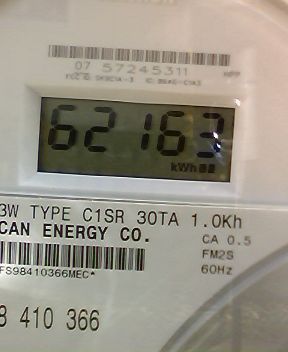 07 57245311
62163
kWh
3W TYPE C1SR 30TA 1.0Kh
CAN ENERGY CO.
CA 0.5
FM2S
60Hz
FS98410366MEC*
8 410 366